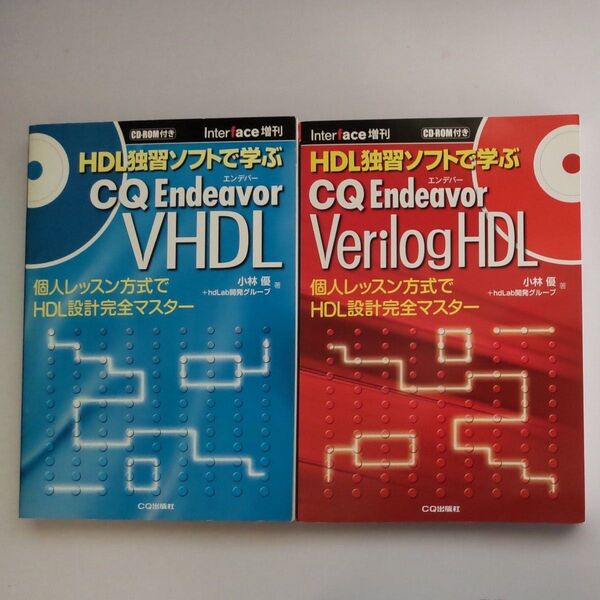 CD-ROM付き
Interface増刊
HDL独習ソフトで学ぶ
エンデバー
CQ Endeavor
VHDL
小林 優 著
+hdLab開発グループ
個人レッスン方式で
HDL設計完全マスター
CQ出版社
Interface増刊
CD-ROM付き
HDL独習ソフトで学ぶ
エンデバー
CQ Endeavor
Verilog HDL
小林 優 著
+hdLab開発グループ
個人レッスン方式で
HDL設計完全マスター
CQ出版社